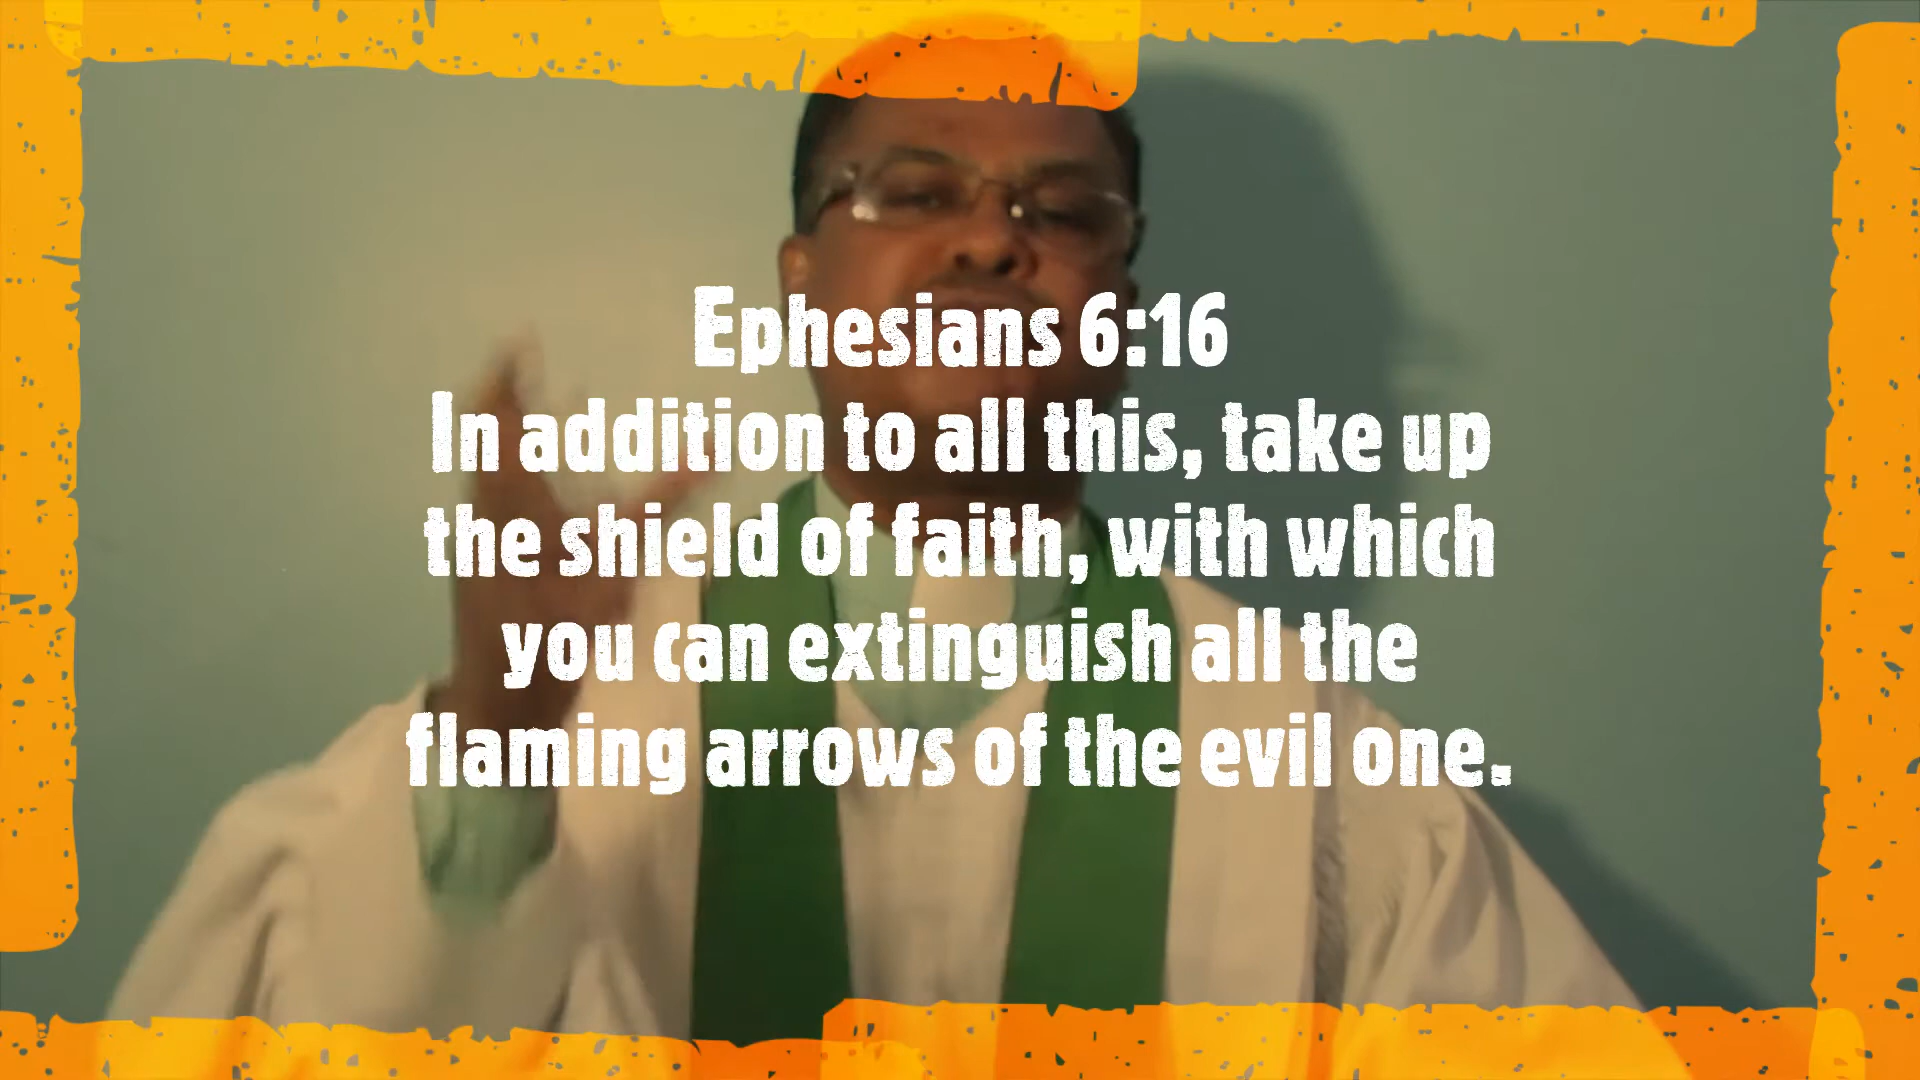 Ephesians 6:16
In addition to all this, take up
the shield of faith, with which
you can extinguish all the
flaming arrows of the evil one.